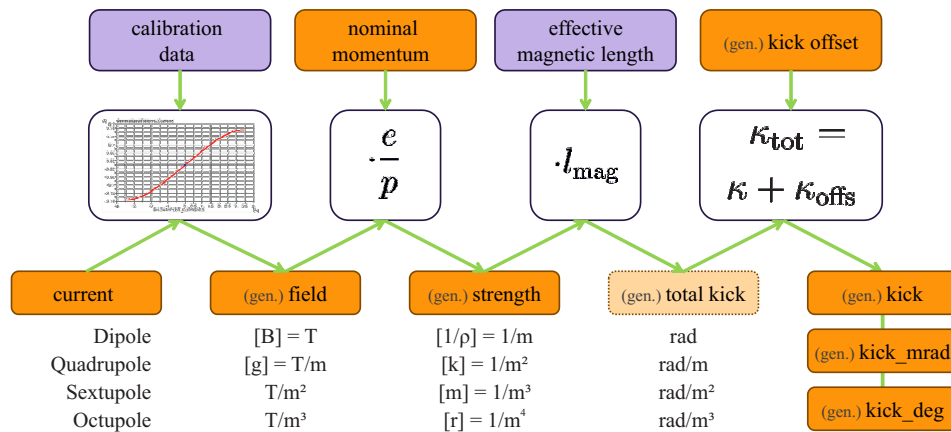 calibration
data
nominal
momentum
effective
magnetic length
(gen.) kick offset
· e
p
·l_mag
κ_tot =
κ + κ_offs
current
(gen.) field
(gen.) strength
(gen.) total kick
(gen.) kick
Dipole [B] = T [1/ρ] = 1/m rad
(gen.) kick_mrad
Quadrupole [g] = T/m [k] = 1/m² rad/m
Sextupole T/m² [m] = 1/m³ rad/m²
(gen.) kick_deg
Octupole T/m³ [r] = 1/m⁴ rad/m³